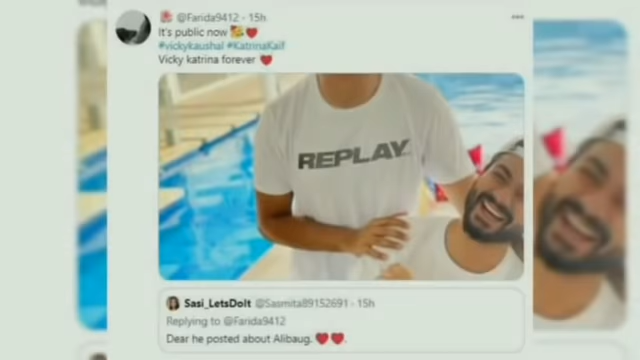 @Farida9412 · 15h
It's public now
#vickykaushal #KatrinaKaif
Vicky katrina forever
REPLAY
Sasi_LetsDoIt @Sasmita89152691 · 15h
Replying to @Farida9412
Dear he posted about Alibaug.